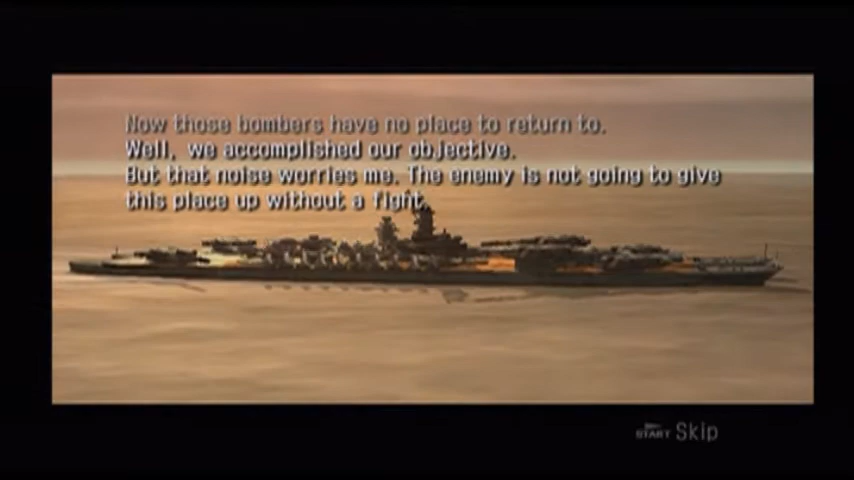 Now those bombers have no place to return to.
Well, we accomplished our objective.
But that noise worries me. The enemy is not going to give
this place up without a fight.
START Skip